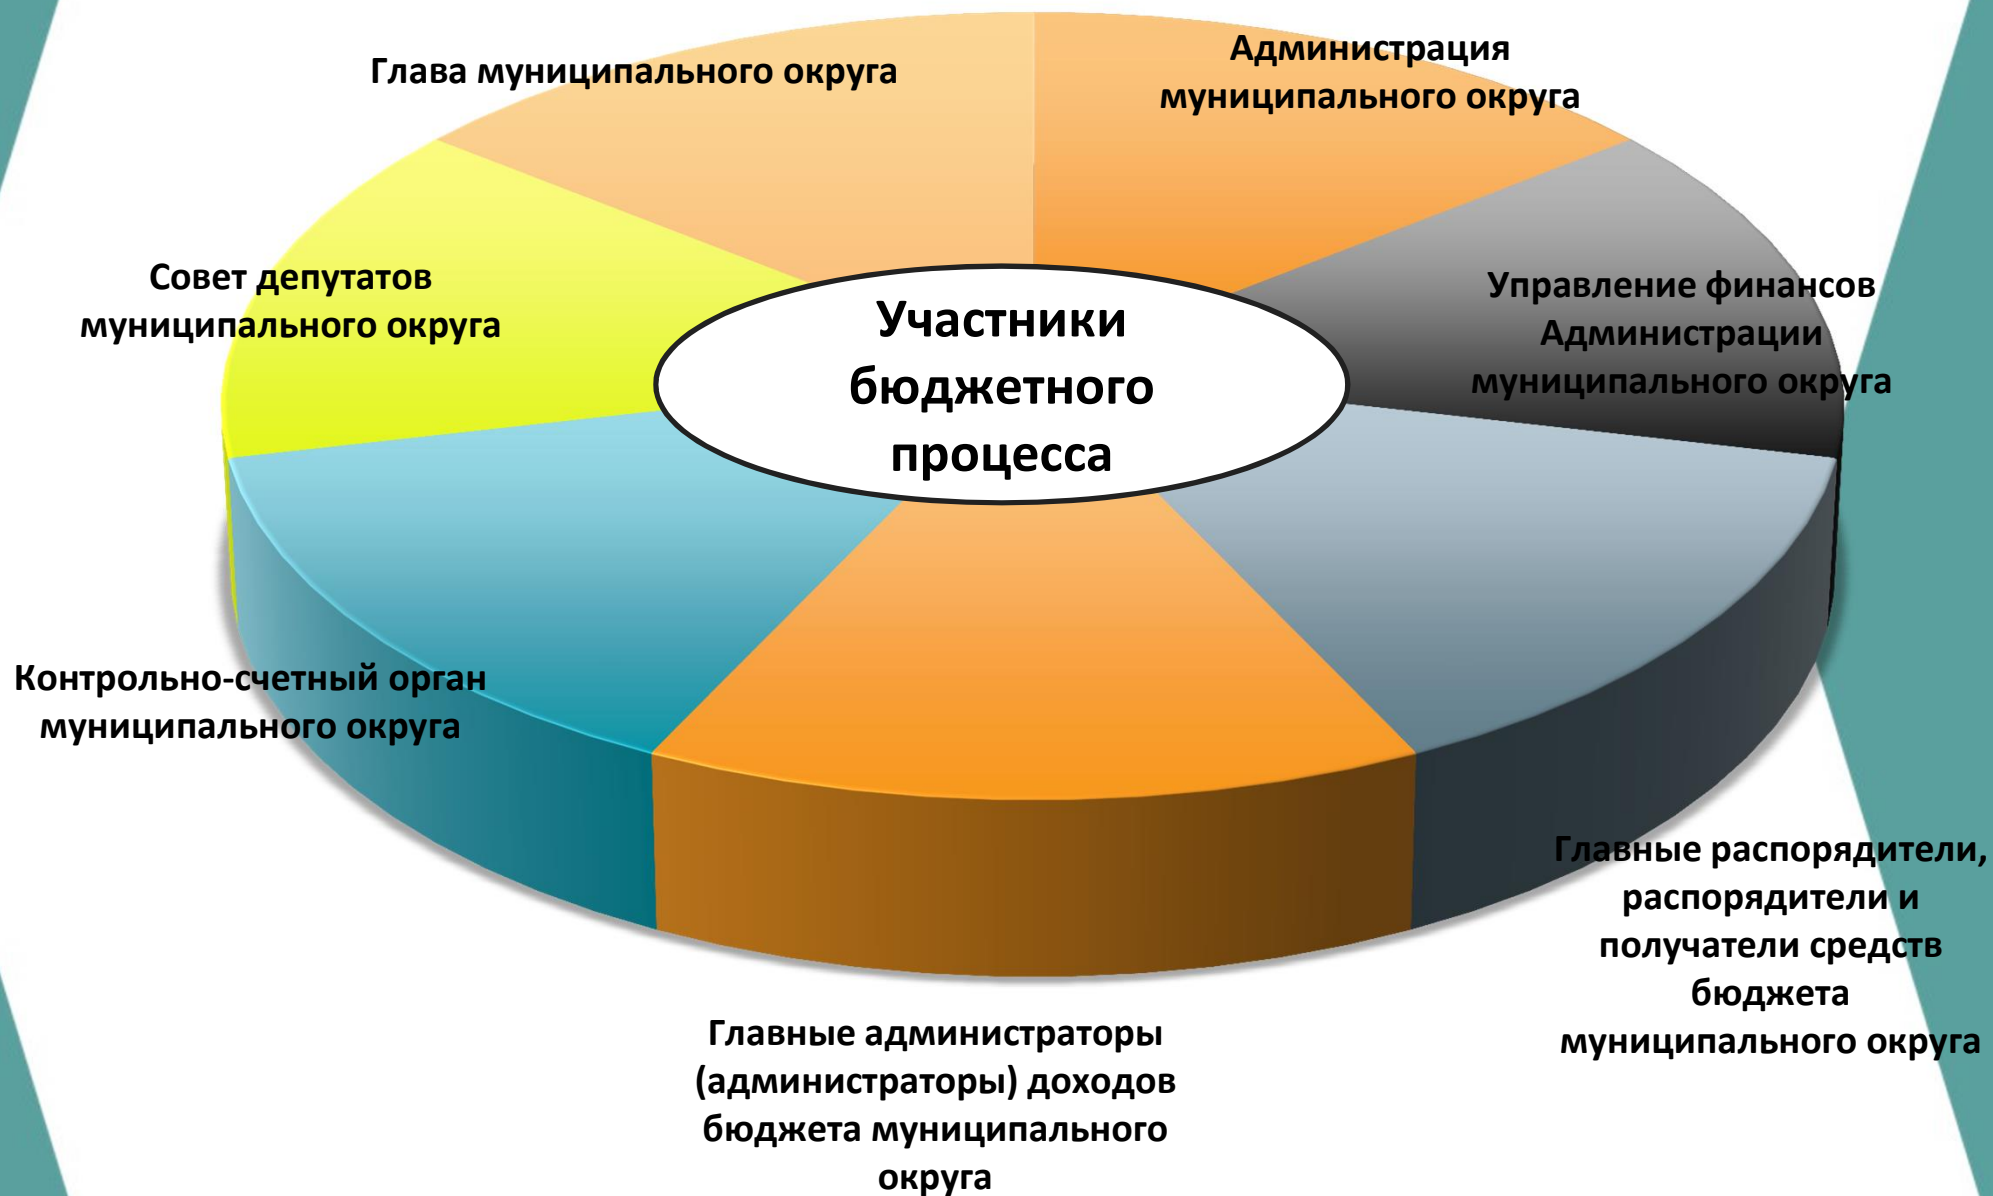 Глава муниципального округа
Администрация
муниципального округа
Совет депутатов
муниципального округа
Управление финансов
Администрации
муниципального округа
Участники
бюджетного
процесса
Контрольно-счетный орган
муниципального округа
Главные распорядители,
распорядители и
получатели средств
бюджета
муниципального округа
Главные администраторы
(администраторы) доходов
бюджета муниципального
округа